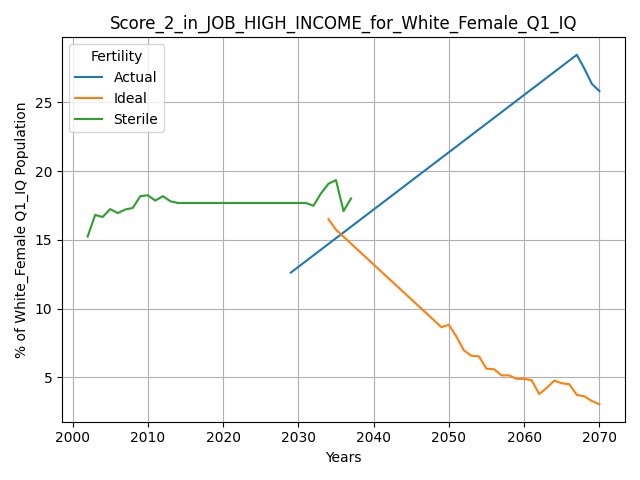 Score_2_in_JOB_HIGH_INCOME_for_White_Female_Q1_IQ
Fertility
Actual
Ideal
Sterile
% of White_Female Q1_IQ Population
25
20
15
10
5
2000 2010 2020 2030 2040 2050 2060 2070
Years